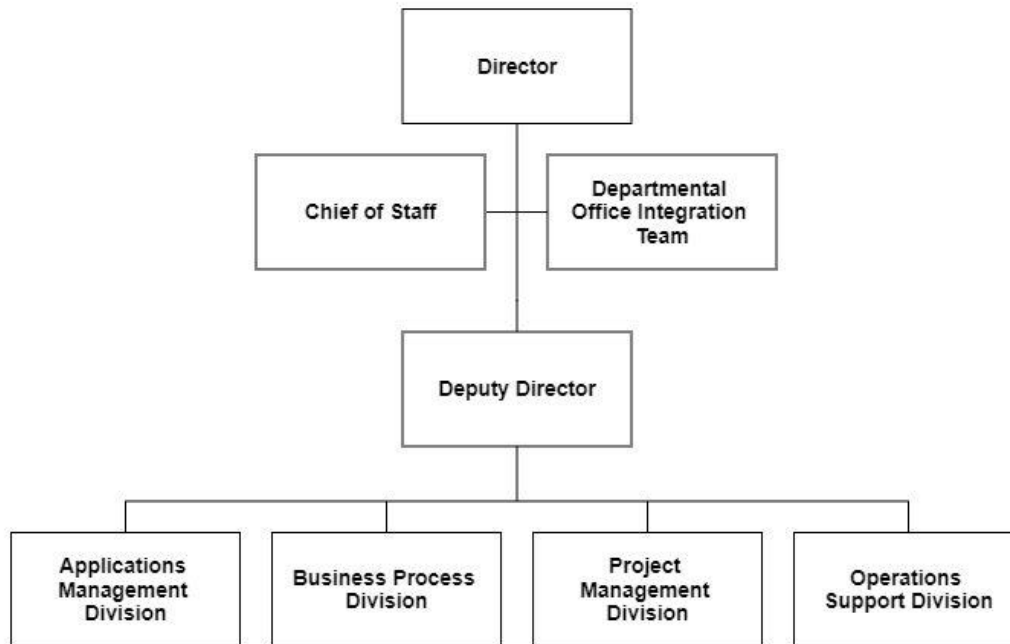 Director
Chief of Staff
Departmental
Office Integration
Team
Deputy Director
Applications
Management
Division
Business Process
Division
Project
Management
Division
Operations
Support Division